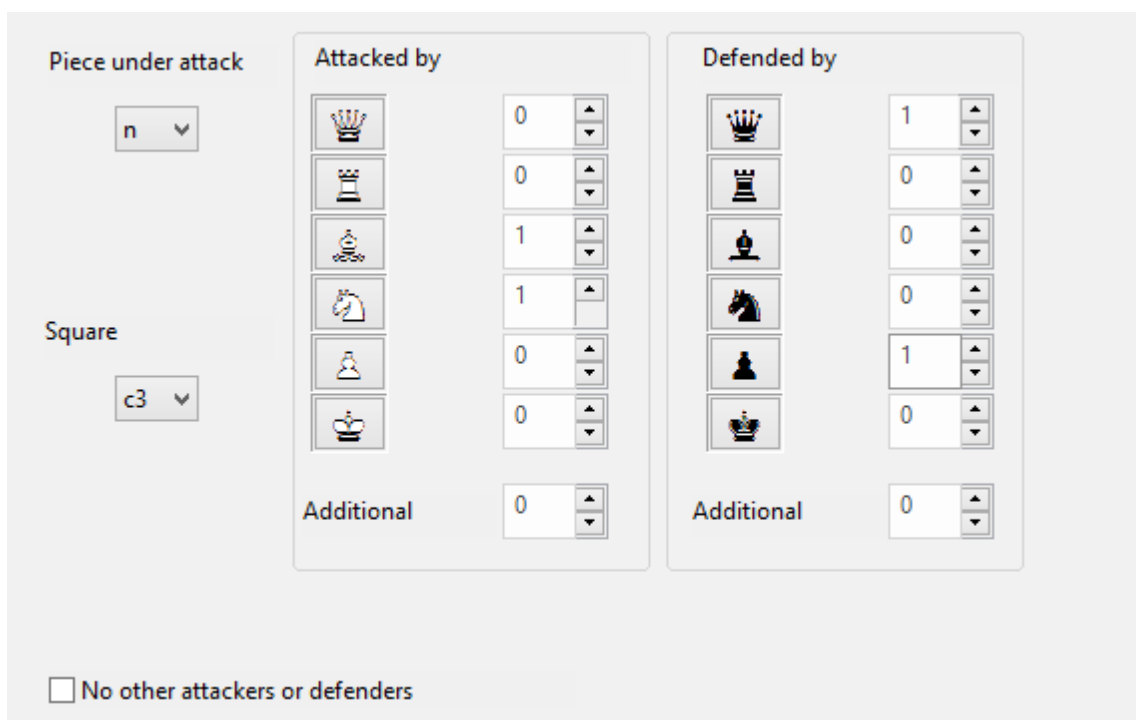 Piece under attack
n
Square
c3
Attacked by
0
0
1
1
0
0
Additional 0
Defended by
1
0
0
0
1
0
Additional 0
No other attackers or defenders